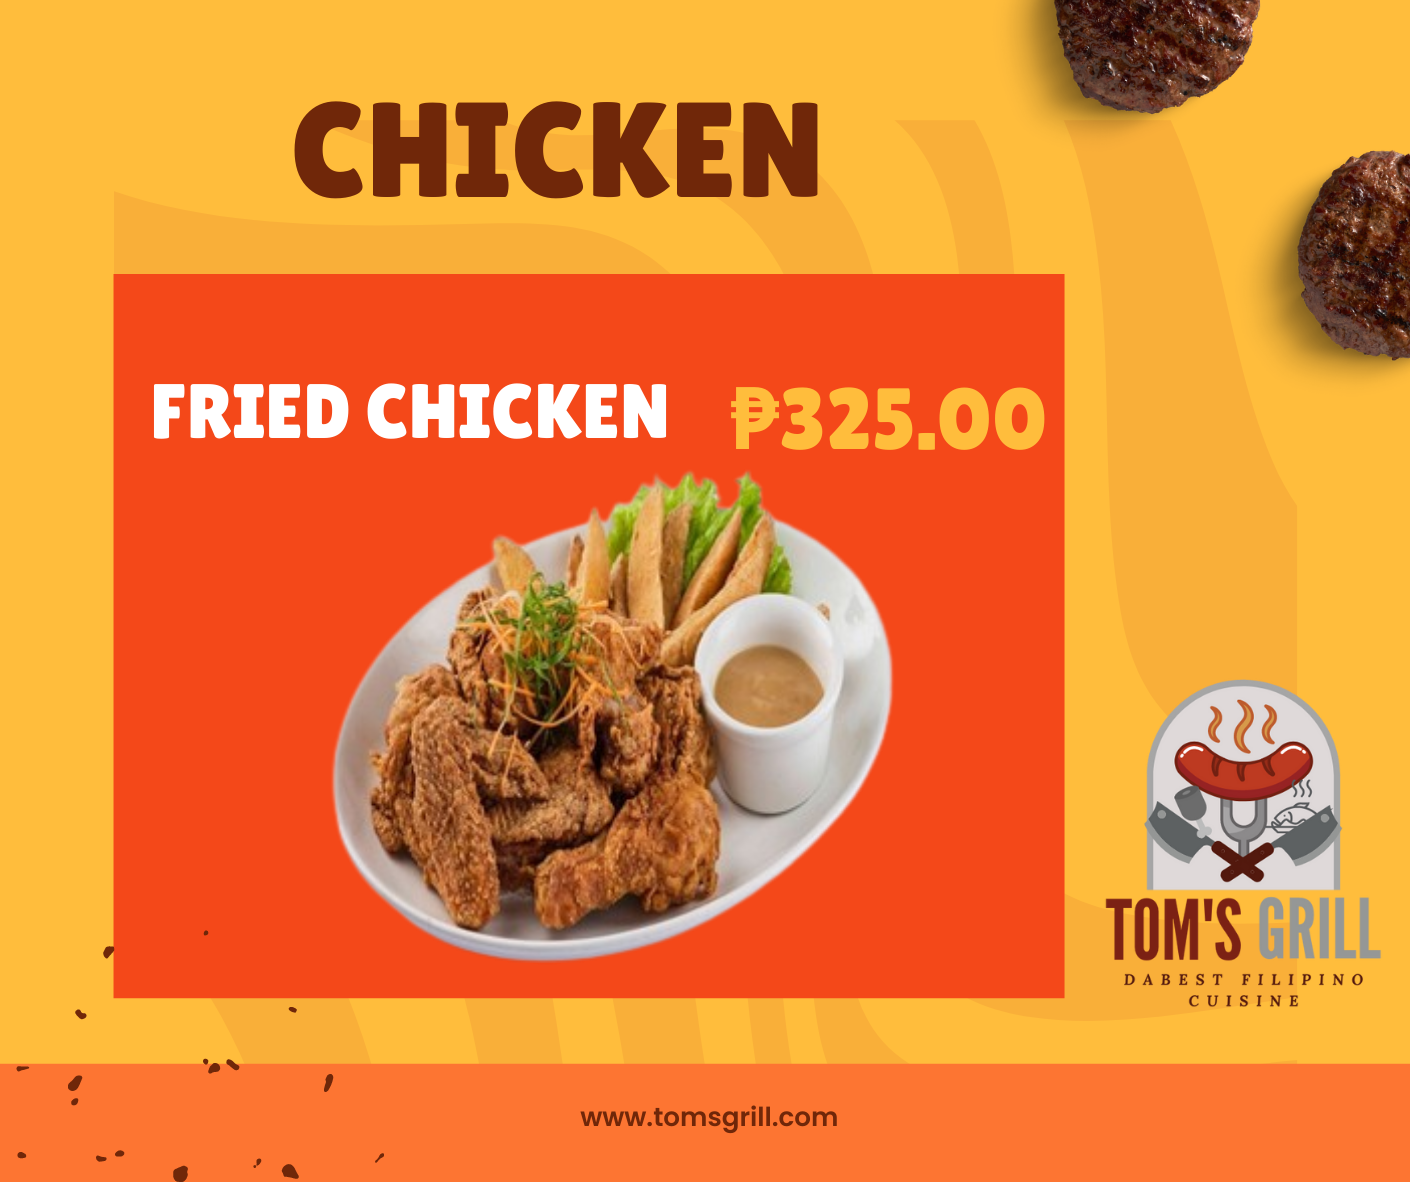 CHICKEN
FRIED CHICKEN ₱325.00
TOM'S GRILL
DABEST FILIPINO
CUISINE
www.tomsgrill.com